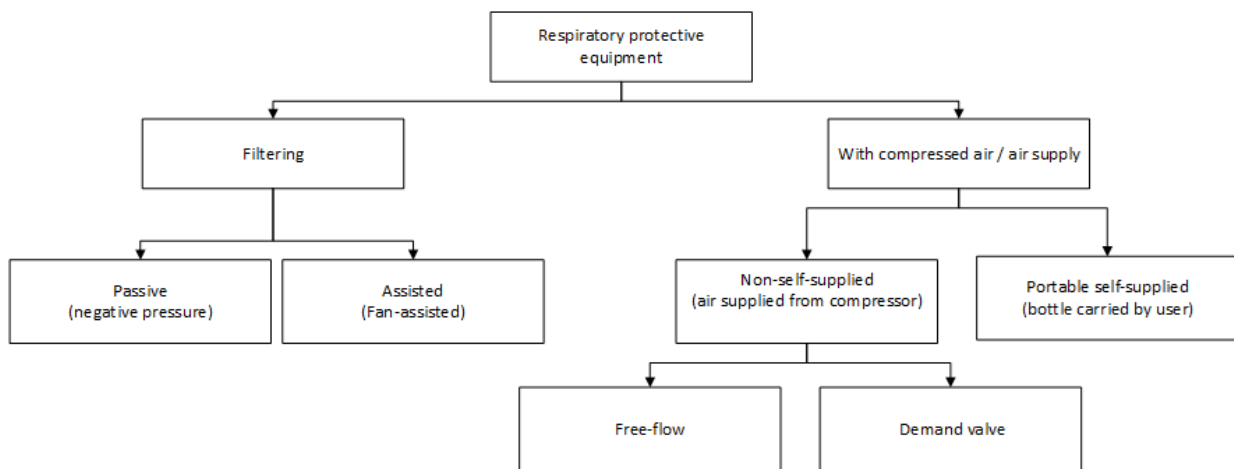 Respiratory protective
equipment
Filtering
With compressed air / air supply
Passive
(negative pressure)
Assisted
(Fan-assisted)
Non-self-supplied
(air supplied from compressor)
Portable self-supplied
(bottle carried by user)
Free-flow
Demand valve